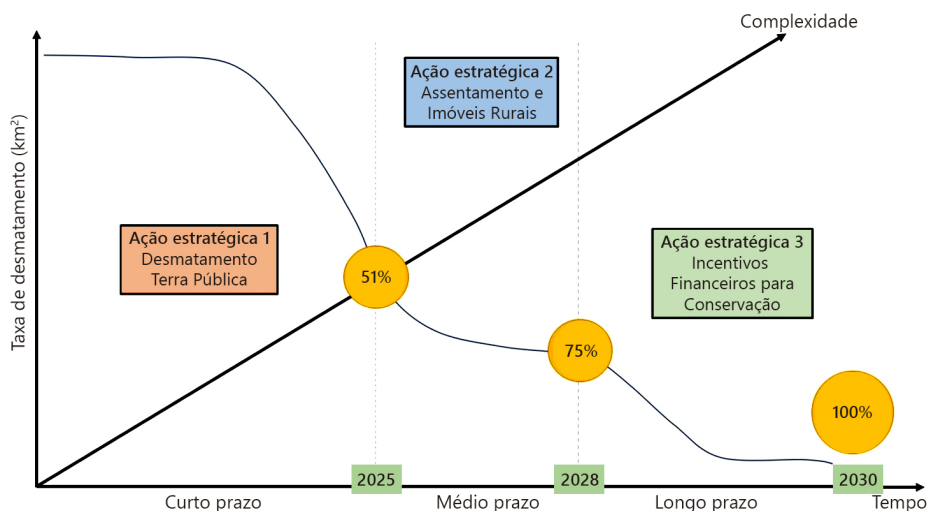 Complexidade
Taxa de desmatamento (km²)
Ação estratégica 2
Assentamento e
Imóveis Rurais
Ação estratégica 1
Desmatamento
Terra Pública
Ação estratégica 3
Incentivos
Financeiros para
Conservação
51%
75%
100%
2025
2028
2030
Curto prazo
Médio prazo
Longo prazo
Tempo